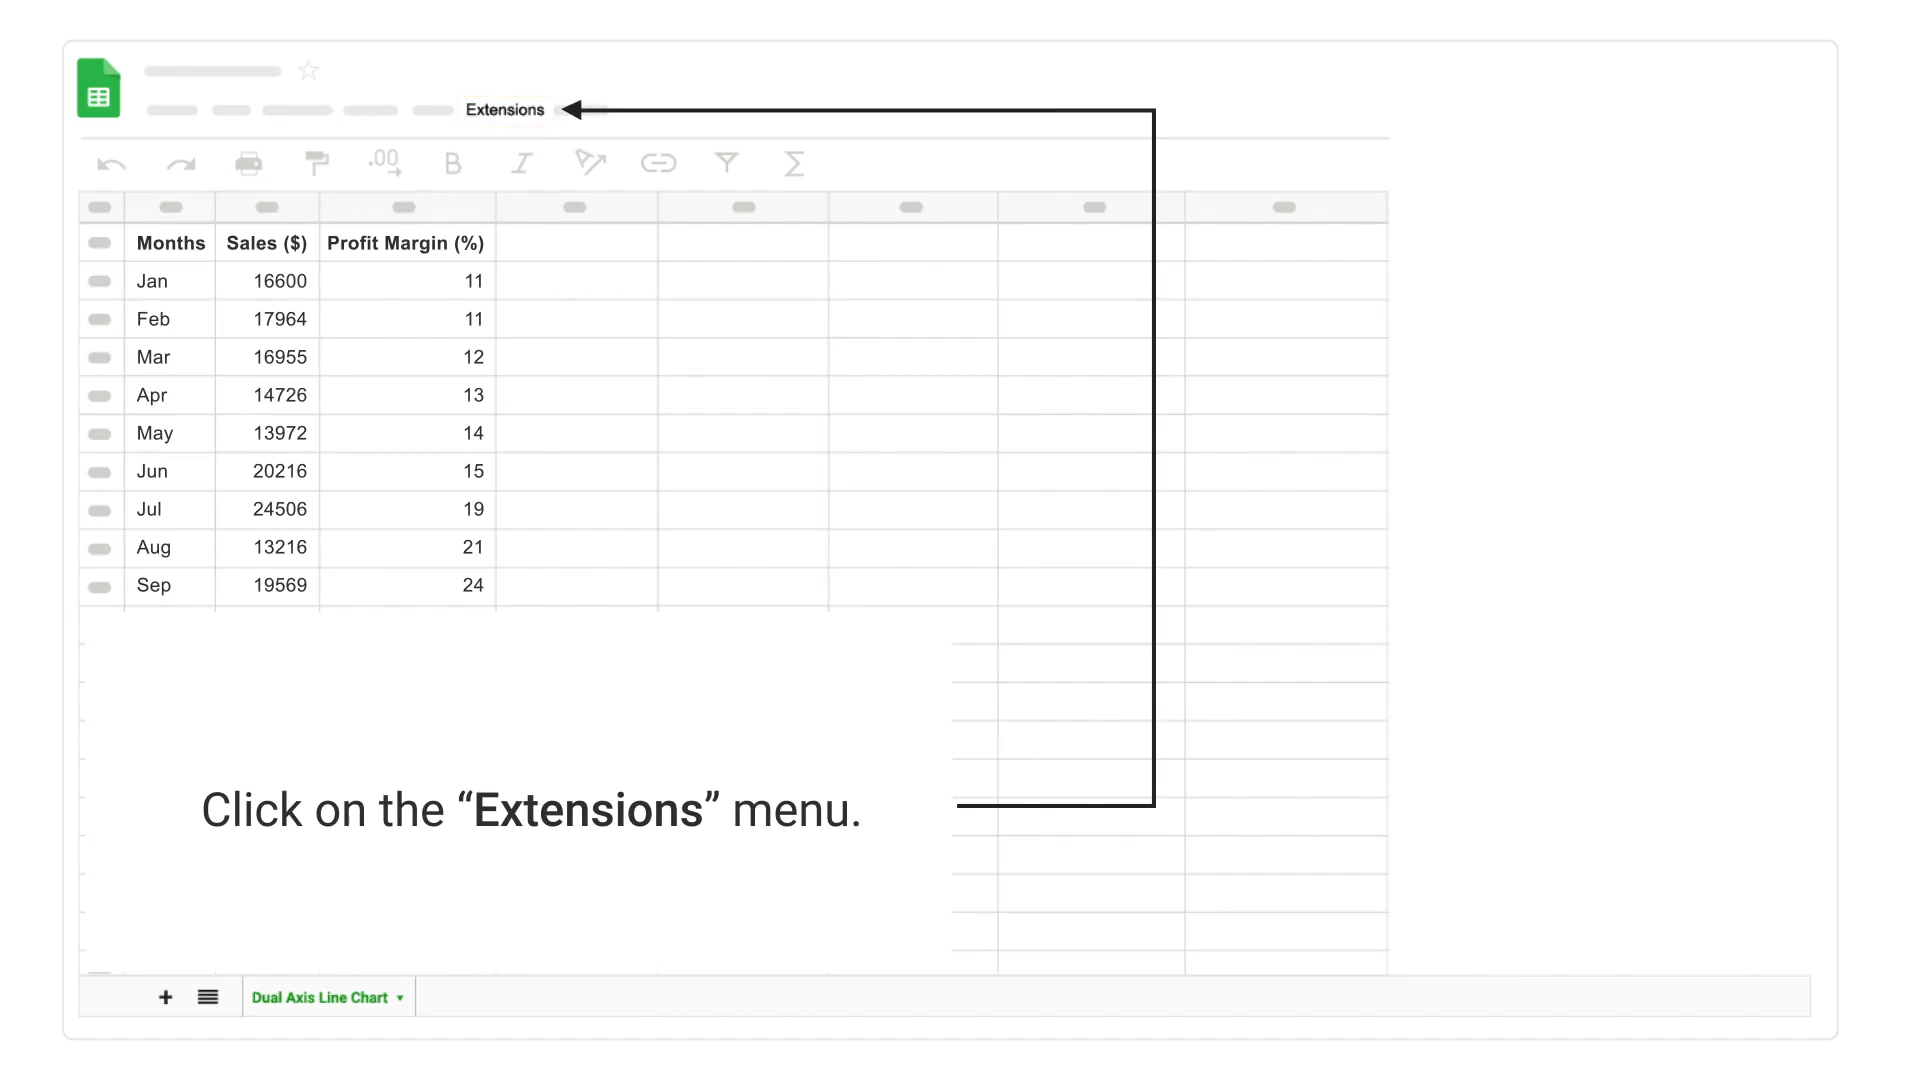 Extensions
.00
Months Sales ($) Profit Margin (%)
Jan 16600 11
Feb 17964 11
Mar 16955 12
Apr 14726 13
May 13972 14
Jun 20216 15
Jul 24506 19
Aug 13216 21
Sep 19569 24
Click on the “Extensions” menu.
Dual Axis Line Chart